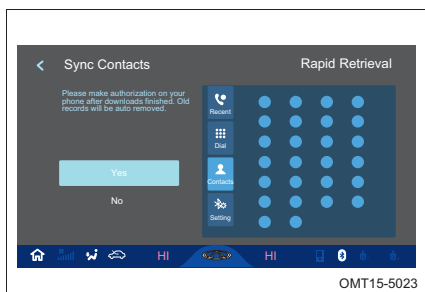 Sync Contacts
Rapid Retrieval
Please make authorization on your
phone after downloads finished. Old
records will be auto removed.
Recent
Dial
Yes
Contacts
No
Setting
HI
HI
OMT15-5023